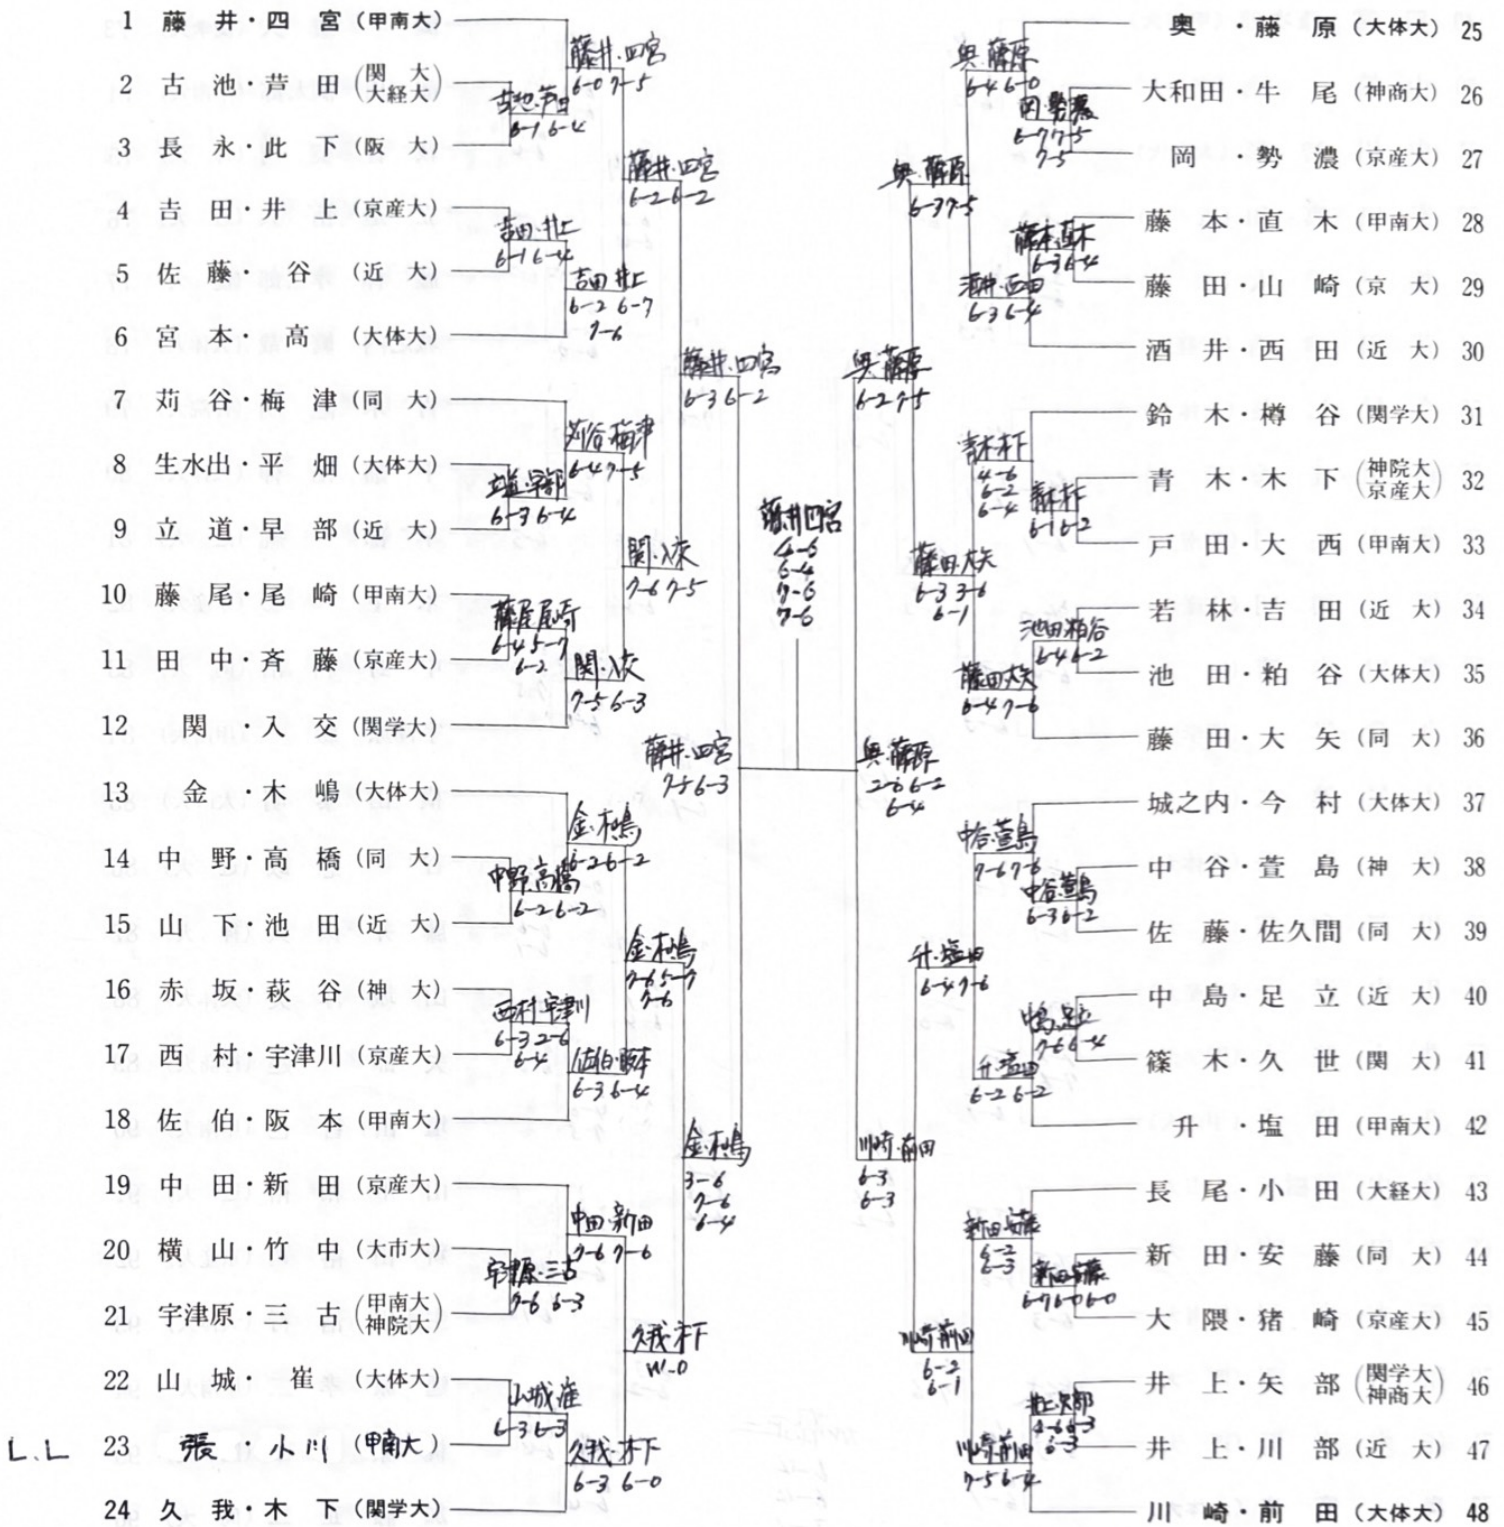 1 藤井・四宮 (甲南大)
2 古池・芦田 (関大 大経大)
3 長永・此下 (阪大)
4 吉田・井上 (京産大)
5 佐藤・谷 (近大)
6 宮本・高 (大体大)
7 苅谷・梅津 (同大)
8 生水出・平畑 (大体大)
9 立道・早部 (近大)
10 藤尾・尾崎 (甲南大)
11 田中・斉藤 (京産大)
12 関・入交 (関学大)
13 金・木嶋 (大体大)
14 中野・高橋 (同大)
15 山下・池田 (近大)
16 赤坂・萩谷 (神大)
17 西村・宇津川 (京産大)
18 佐伯・阪本 (甲南大)
19 中田・新田 (京産大)
20 横山・竹中 (大市大)
21 宇津原・三古 (甲南大 神院大)
22 山城・崔 (大体大)
L.L 23 張・小川 (甲南大)
24 久我・木下 (関学大)
古池・芦田
6-1 6-4
吉田・井上
6-1 6-4
立道・早部
6-3 6-4
藤尾尾崎
6-4 5-7
6-2
中野高橋
6-2 6-2
西村宇津川
6-3 2-6
6-4
宇津原・三古
7-6 6-3
山城崔
6-3 6-3
藤井・四宮
6-0 7-5
吉田井上
6-2 6-7
7-6
刈谷梅津
6-4 7-5
関・入交
7-5 6-3
金・木嶋
6-2 6-2
佐伯・阪本
6-3 6-4
中田・新田
7-6 7-6
久我・木下
6-3 6-0
藤井・四宮
6-2 6-2
関・入交
7-6 7-5
金・木嶋
7-6 5-7
7-6
久我木下
W-0
藤井・四宮
6-3 6-2
金・木嶋
3-6
7-6
6-4
藤井・四宮
7-5 6-3
藤井四宮
6-4
7-6
7-6
奥・藤原
2-6 6-2
6-4
奥・藤原
6-2 7-5
川崎・前田
6-3
6-3
奥・藤原
6-3 7-5
藤田・大矢
6-3 3-6
6-1
升・塩田
6-4 7-6
川崎前田
6-2
6-1
奥・藤原
6-4 6-0
酒井・西田
6-3 6-4
青木木下
4-6
6-2
6-4
藤田大矢
6-4 7-6
中谷・萱島
7-6 7-6
升・塩田
6-2 6-2
新田・安藤
6-2
6-3
川崎前田
7-5 6-4
岡・勢濃
6-7 7-5
7-5
藤本直木
6-3 6-4
青木木下
6-1 6-2
池田粕谷
6-4 6-2
中谷萱島
6-3 6-2
中島足立
7-6 6-4
新田安藤
6-7 6-0 6-0
井上・矢部
4-6 6-3
6-3
奥・藤原 (大体大) 25
大和田・牛尾 (神商大) 26
岡・勢濃 (京産大) 27
藤本・直木 (甲南大) 28
藤田・山崎 (京大) 29
酒井・西田 (近大) 30
鈴木・樽谷 (関学大) 31
青木・木下 (神院大 京産大) 32
戸田・大西 (甲南大) 33
若林・吉田 (近大) 34
池田・粕谷 (大体大) 35
藤田・大矢 (同大) 36
城之内・今村 (大体大) 37
中谷・萱島 (神大) 38
佐藤・佐久間 (同大) 39
中島・足立 (近大) 40
篠木・久世 (関大) 41
升・塩田 (甲南大) 42
長尾・小田 (大経大) 43
新田・安藤 (同大) 44
大隈・猪崎 (京産大) 45
井上・矢部 (関学大 神商大) 46
井上・川部 (近大) 47
川崎・前田 (大体大) 48